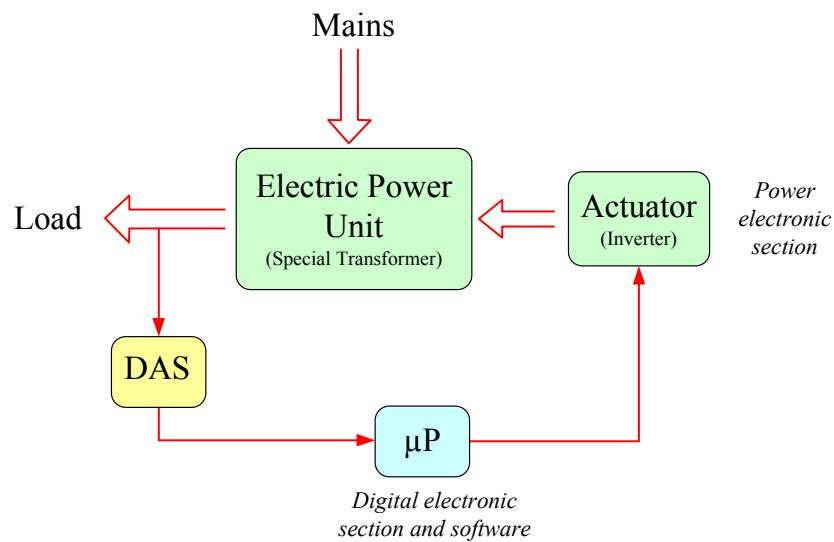 Mains
Electric Power
Unit
(Special Transformer)
Load
Actuator
(Inverter)
Power
electronic
section
DAS
µP
Digital electronic
section and software